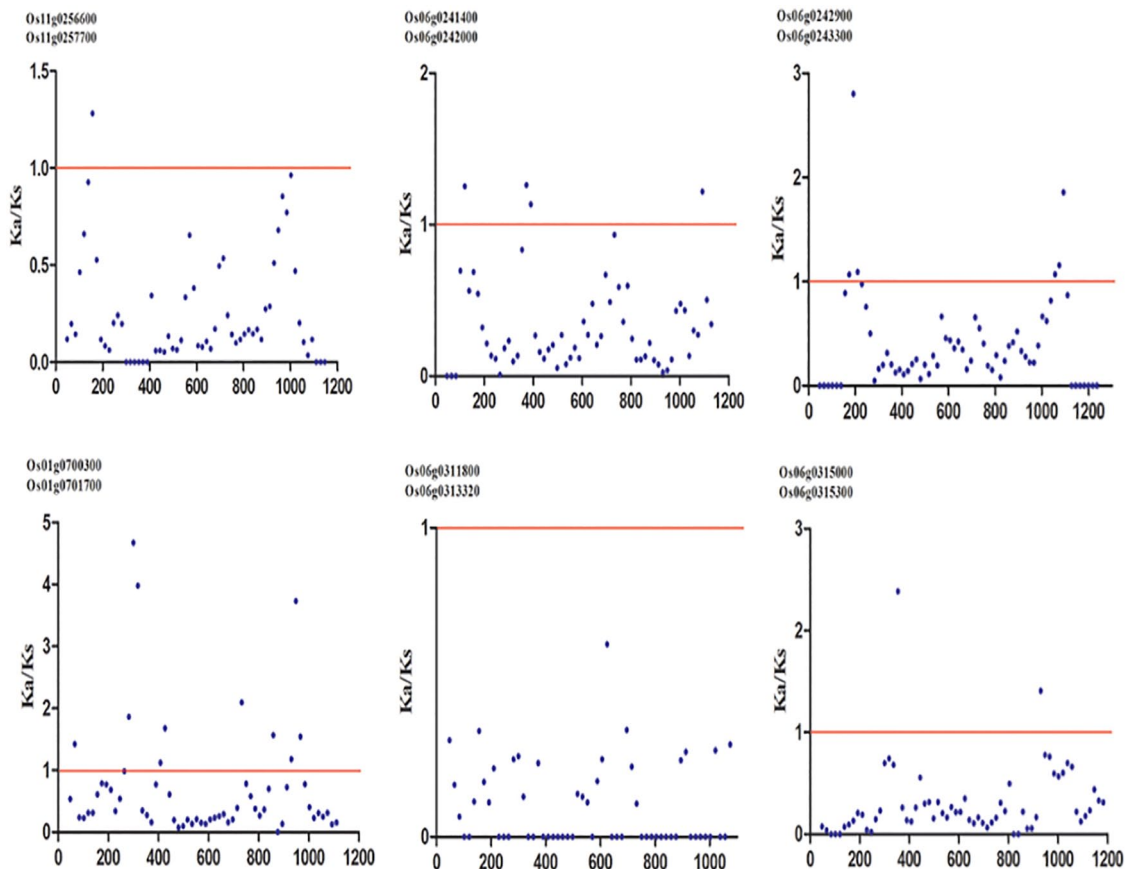 Os11g0256600
Os11g0257700
Ka/Ks
1.5
1.0
0.5
0.0
0 200 400 600 800 1000 1200
Os06g0241400
Os06g0242000
Ka/Ks
2
1
0
0 200 400 600 800 1000 1200
Os06g0242900
Os06g0243300
Ka/Ks
3
2
1
0
0 200 400 600 800 1000 1200
Os01g0700300
Os01g0701700
Ka/Ks
5
4
3
2
1
0
0 200 400 600 800 1000 1200
Os06g0311800
Os06g0313320
Ka/Ks
1
0
0 200 400 600 800 1000
Os06g0315000
Os06g0315300
Ka/Ks
3
2
1
0
0 200 400 600 800 1000 1200